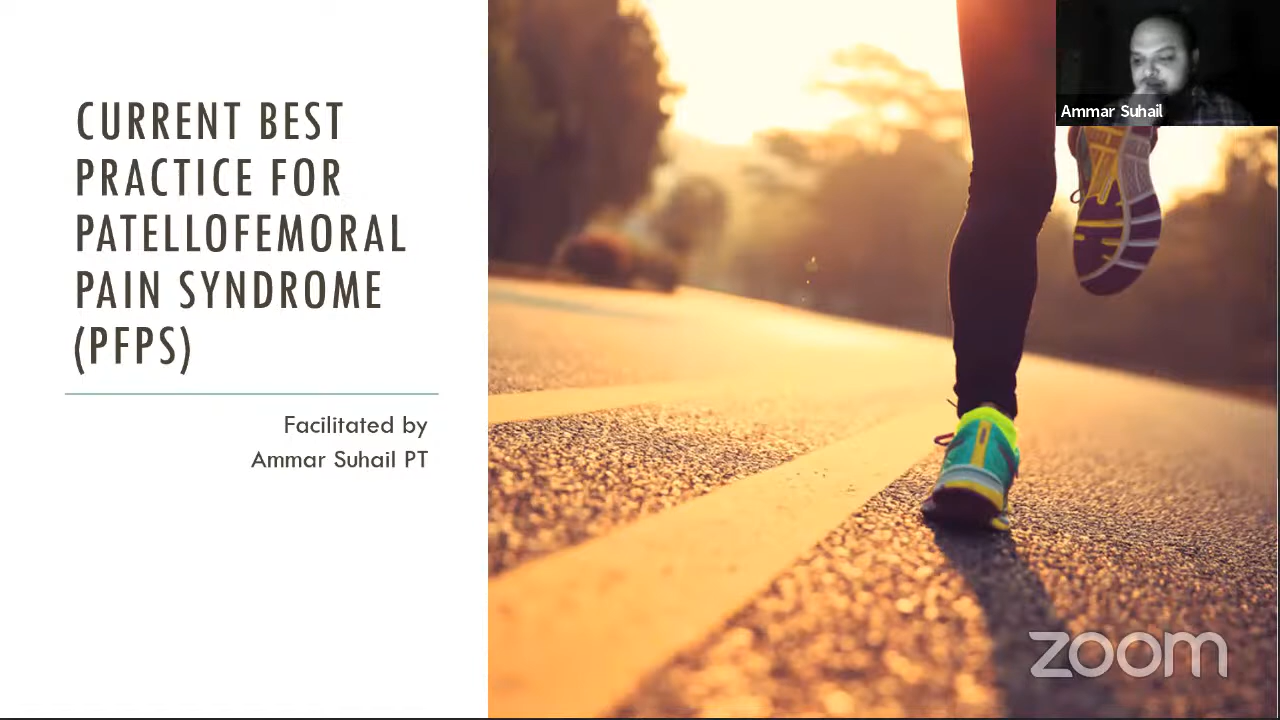 CURRENT BEST
PRACTICE FOR
PATELLOFEMORAL
PAIN SYNDROME
(PFPS)
Facilitated by
Ammar Suhail PT
Ammar Suhail
zoom